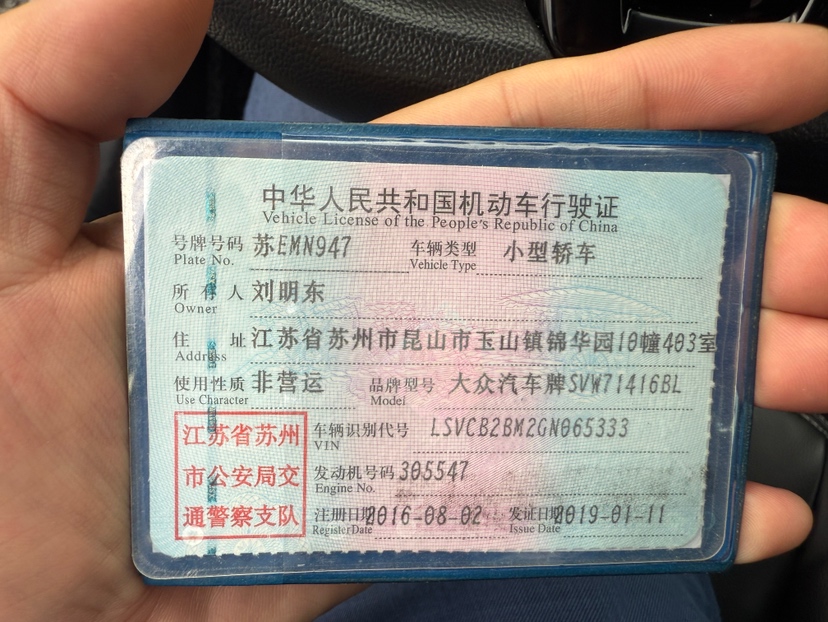 中华人民共和国机动车行驶证
Vehicle License of the People's Republic of China
号牌号码 苏EMN947 车辆类型 小型轿车
Plate No. Vehicle Type
所有人 刘明东
Owner
住址 江苏省苏州市昆山市玉山镇锦华园10幢403室
Address
使用性质 非营运 品牌型号 大众汽车牌SVW71416BL
Use Character Model
江苏省苏州
市公安局交
通警察支队
车辆识别代号 LSVCB2BM2GN065333
VIN
发动机号码 305547
Engine No.
注册日期 2016-08-02 发证日期 2019-01-11
Register Date Issue Date